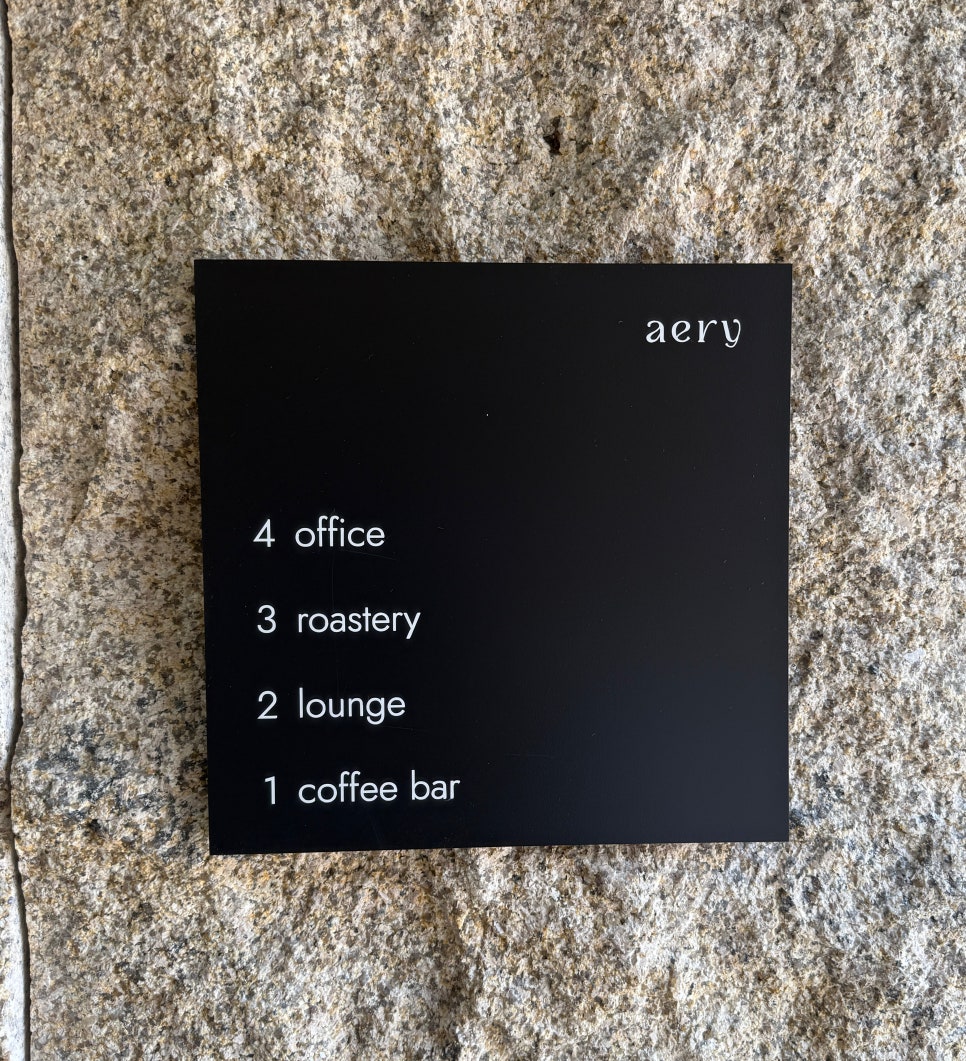 aery
4 office
3 roastery
2 lounge
1 coffee bar